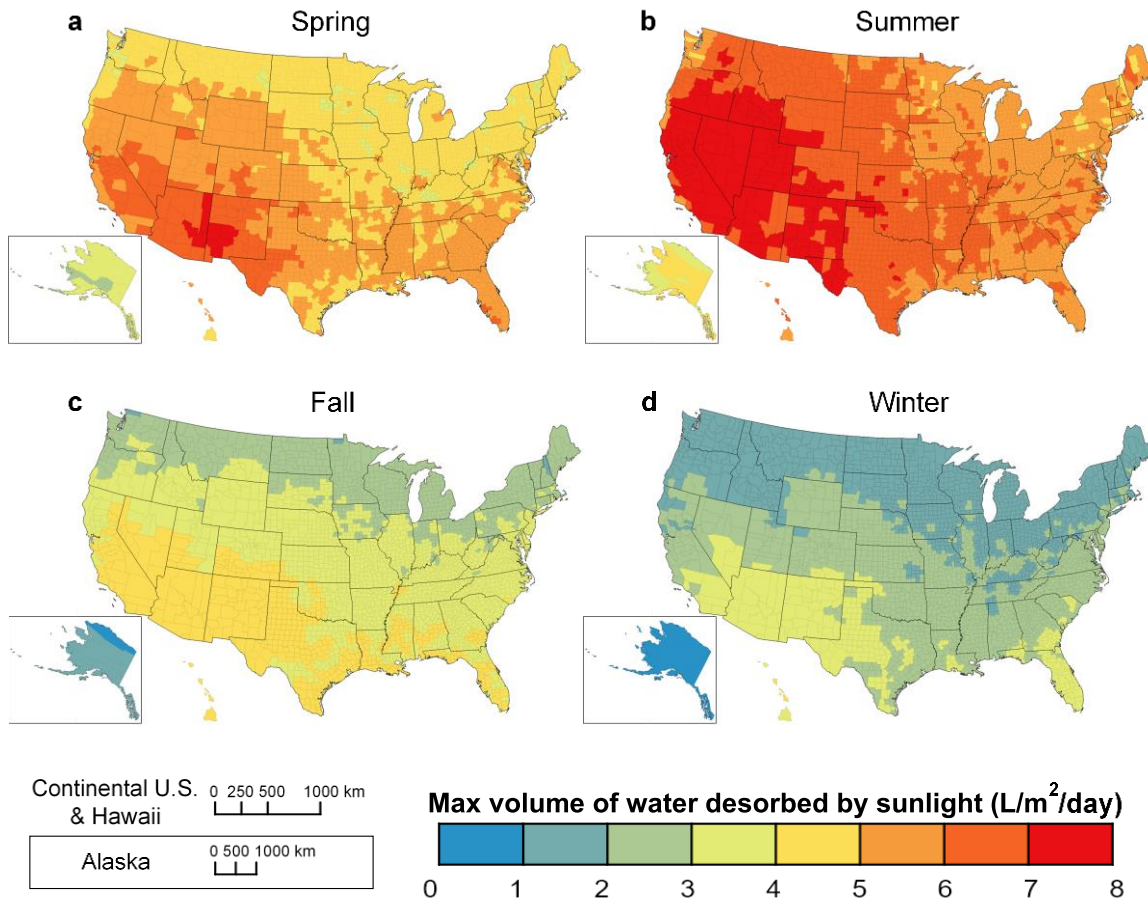 a Spring
b Summer
c Fall
d Winter
Continental U.S.
& Hawaii
0 250 500 1000 km
Alaska
0 500 1000 km
Max volume of water desorbed by sunlight (L/m²/day)
0 1 2 3 4 5 6 7 8